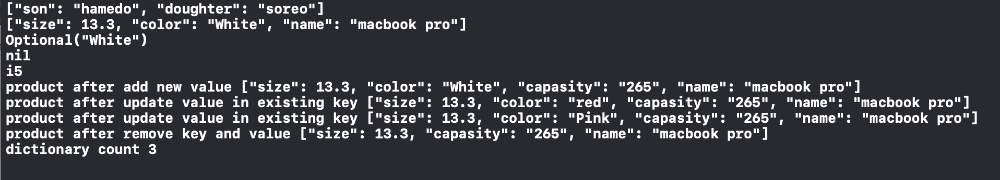 ["son": "hamedo", "doughter": "soreo"]
["size": 13.3, "color": "White", "name": "macbook pro"]
Optional("White")
nil
i5
product after add new value ["size": 13.3, "color": "White", "capasity": "265", "name": "macbook pro"]
product after update value in existing key ["size": 13.3, "color": "red", "capasity": "265", "name": "macbook pro"]
product after update value in existing key ["size": 13.3, "color": "Pink", "capasity": "265", "name": "macbook pro"]
product after remove key and value ["size": 13.3, "capasity": "265", "name": "macbook pro"]
dictionary count 3